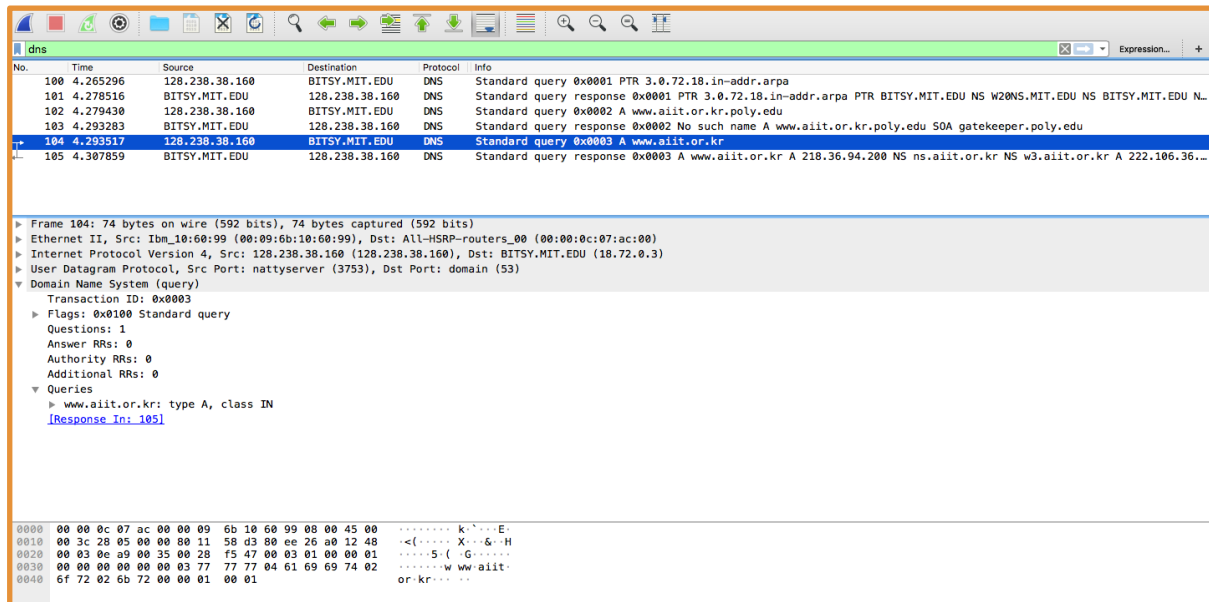 dns Expression... +
No. Time Source Destination Protocol Info
100 4.265296 128.238.38.160 BITSY.MIT.EDU DNS Standard query 0x0001 PTR 3.0.72.18.in-addr.arpa
101 4.278516 BITSY.MIT.EDU 128.238.38.160 DNS Standard query response 0x0001 PTR 3.0.72.18.in-addr.arpa PTR BITSY.MIT.EDU NS W20NS.MIT.EDU NS BITSY.MIT.EDU N...
102 4.279430 128.238.38.160 BITSY.MIT.EDU DNS Standard query 0x0002 A www.aiit.or.kr.poly.edu
103 4.293283 BITSY.MIT.EDU 128.238.38.160 DNS Standard query response 0x0002 No such name A www.aiit.or.kr.poly.edu SOA gatekeeper.poly.edu
104 4.293517 128.238.38.160 BITSY.MIT.EDU DNS Standard query 0x0003 A www.aiit.or.kr
105 4.307859 BITSY.MIT.EDU 128.238.38.160 DNS Standard query response 0x0003 A www.aiit.or.kr A 218.36.94.200 NS ns.aiit.or.kr NS w3.aiit.or.kr A 222.106.36....
Frame 104: 74 bytes on wire (592 bits), 74 bytes captured (592 bits)
Ethernet II, Src: Ibm_10:60:99 (00:09:6b:10:60:99), Dst: All-HSRP-routers_00 (00:00:0c:07:ac:00)
Internet Protocol Version 4, Src: 128.238.38.160 (128.238.38.160), Dst: BITSY.MIT.EDU (18.72.0.3)
User Datagram Protocol, Src Port: nattyserver (3753), Dst Port: domain (53)
Domain Name System (query)
Transaction ID: 0x0003
Flags: 0x0100 Standard query
Questions: 1
Answer RRs: 0
Authority RRs: 0
Additional RRs: 0
Queries
www.aiit.or.kr: type A, class IN
[Response In: 105]
0000 00 00 0c 07 ac 00 00 09 6b 10 60 99 08 00 45 00 ········ k·`···E·
0010 00 3c 28 05 00 00 80 11 58 d3 80 ee 26 a0 12 48 ·<(····· X···&··H
0020 00 03 0e a9 00 35 00 28 f5 47 00 03 01 00 00 01 ·····5·( ·G······
0030 00 00 00 00 00 00 03 77 77 77 04 61 69 69 74 02 ·······w ww·aiit·
0040 6f 72 02 6b 72 00 00 01 00 01 or·kr··· ··